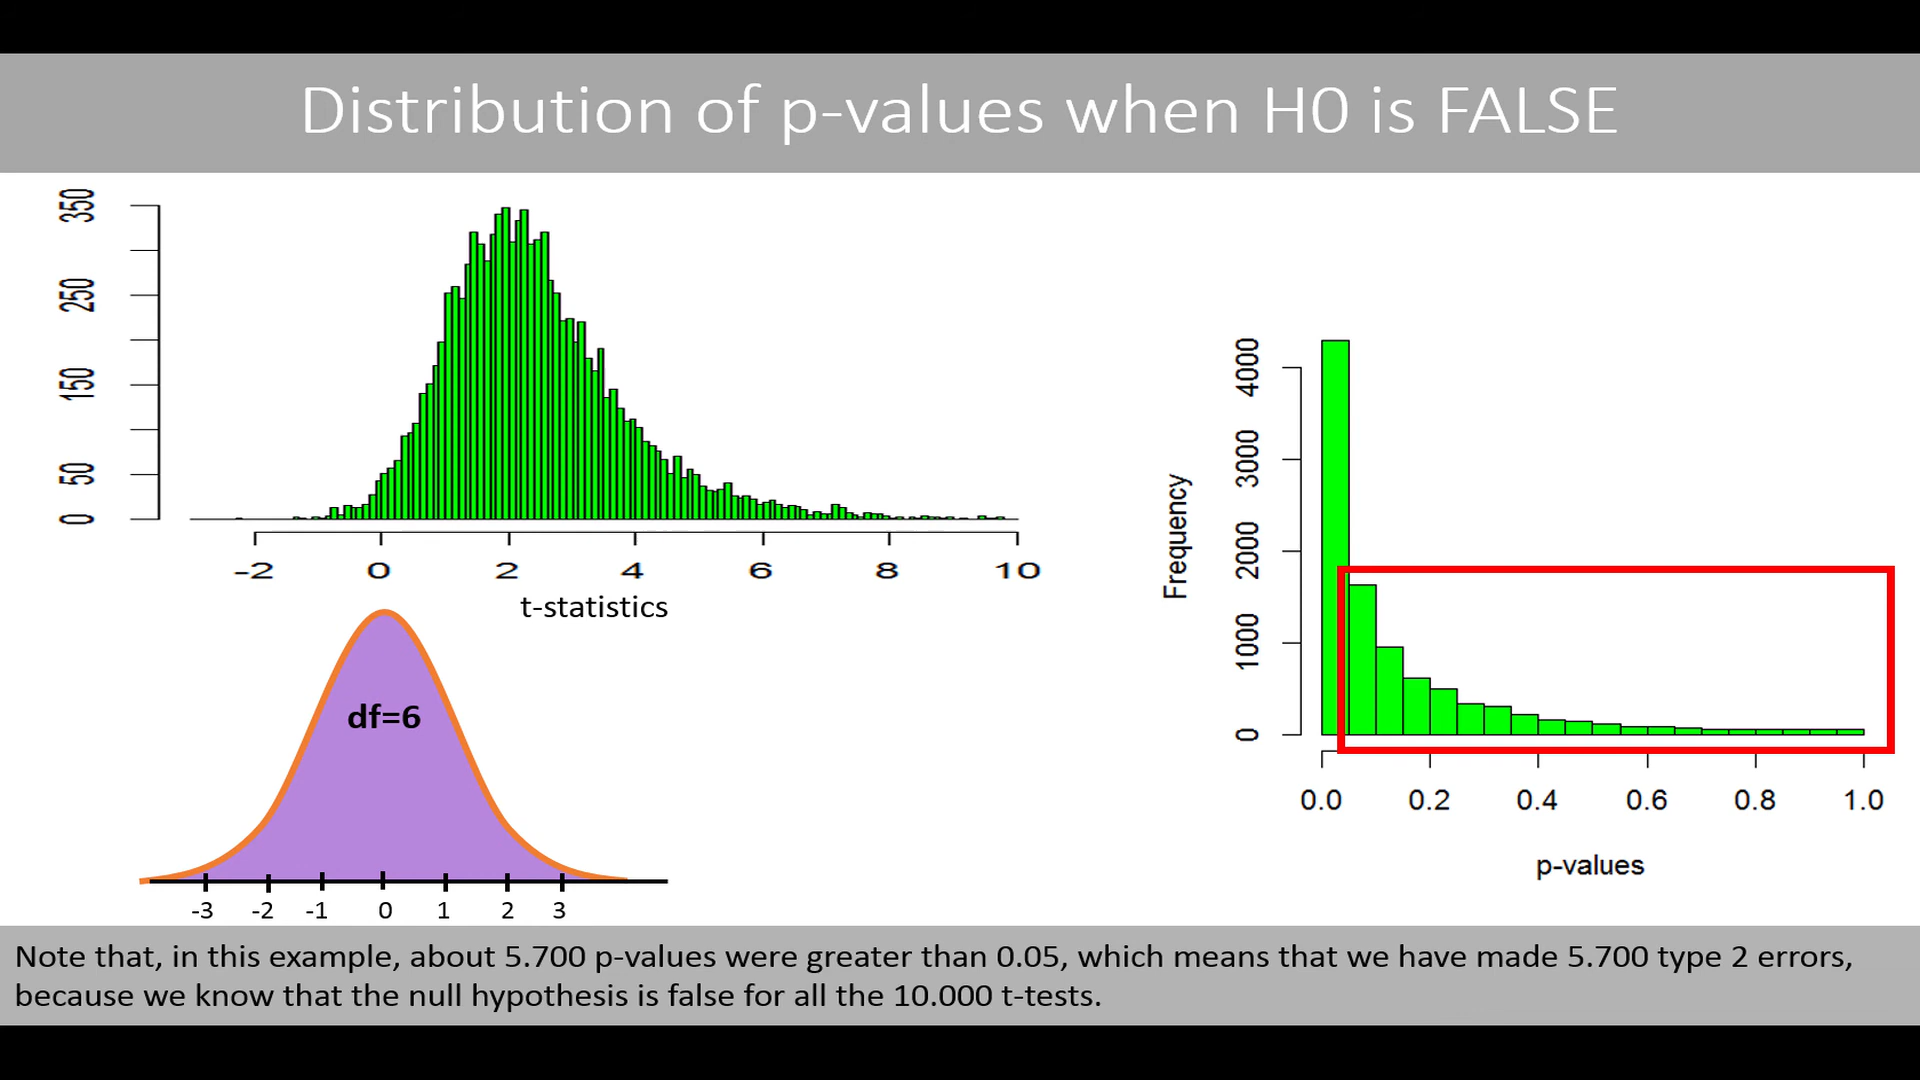 Distribution of p-values when H0 is FALSE
350
250
150
50
0
-2 0 2 4 6 8 10
t-statistics
df=6
-3 -2 -1 0 1 2 3
Frequency
4000
3000
2000
1000
0
0.0 0.2 0.4 0.6 0.8 1.0
p-values
Note that, in this example, about 5.700 p-values were greater than 0.05, which means that we have made 5.700 type 2 errors,
because we know that the null hypothesis is false for all the 10.000 t-tests.